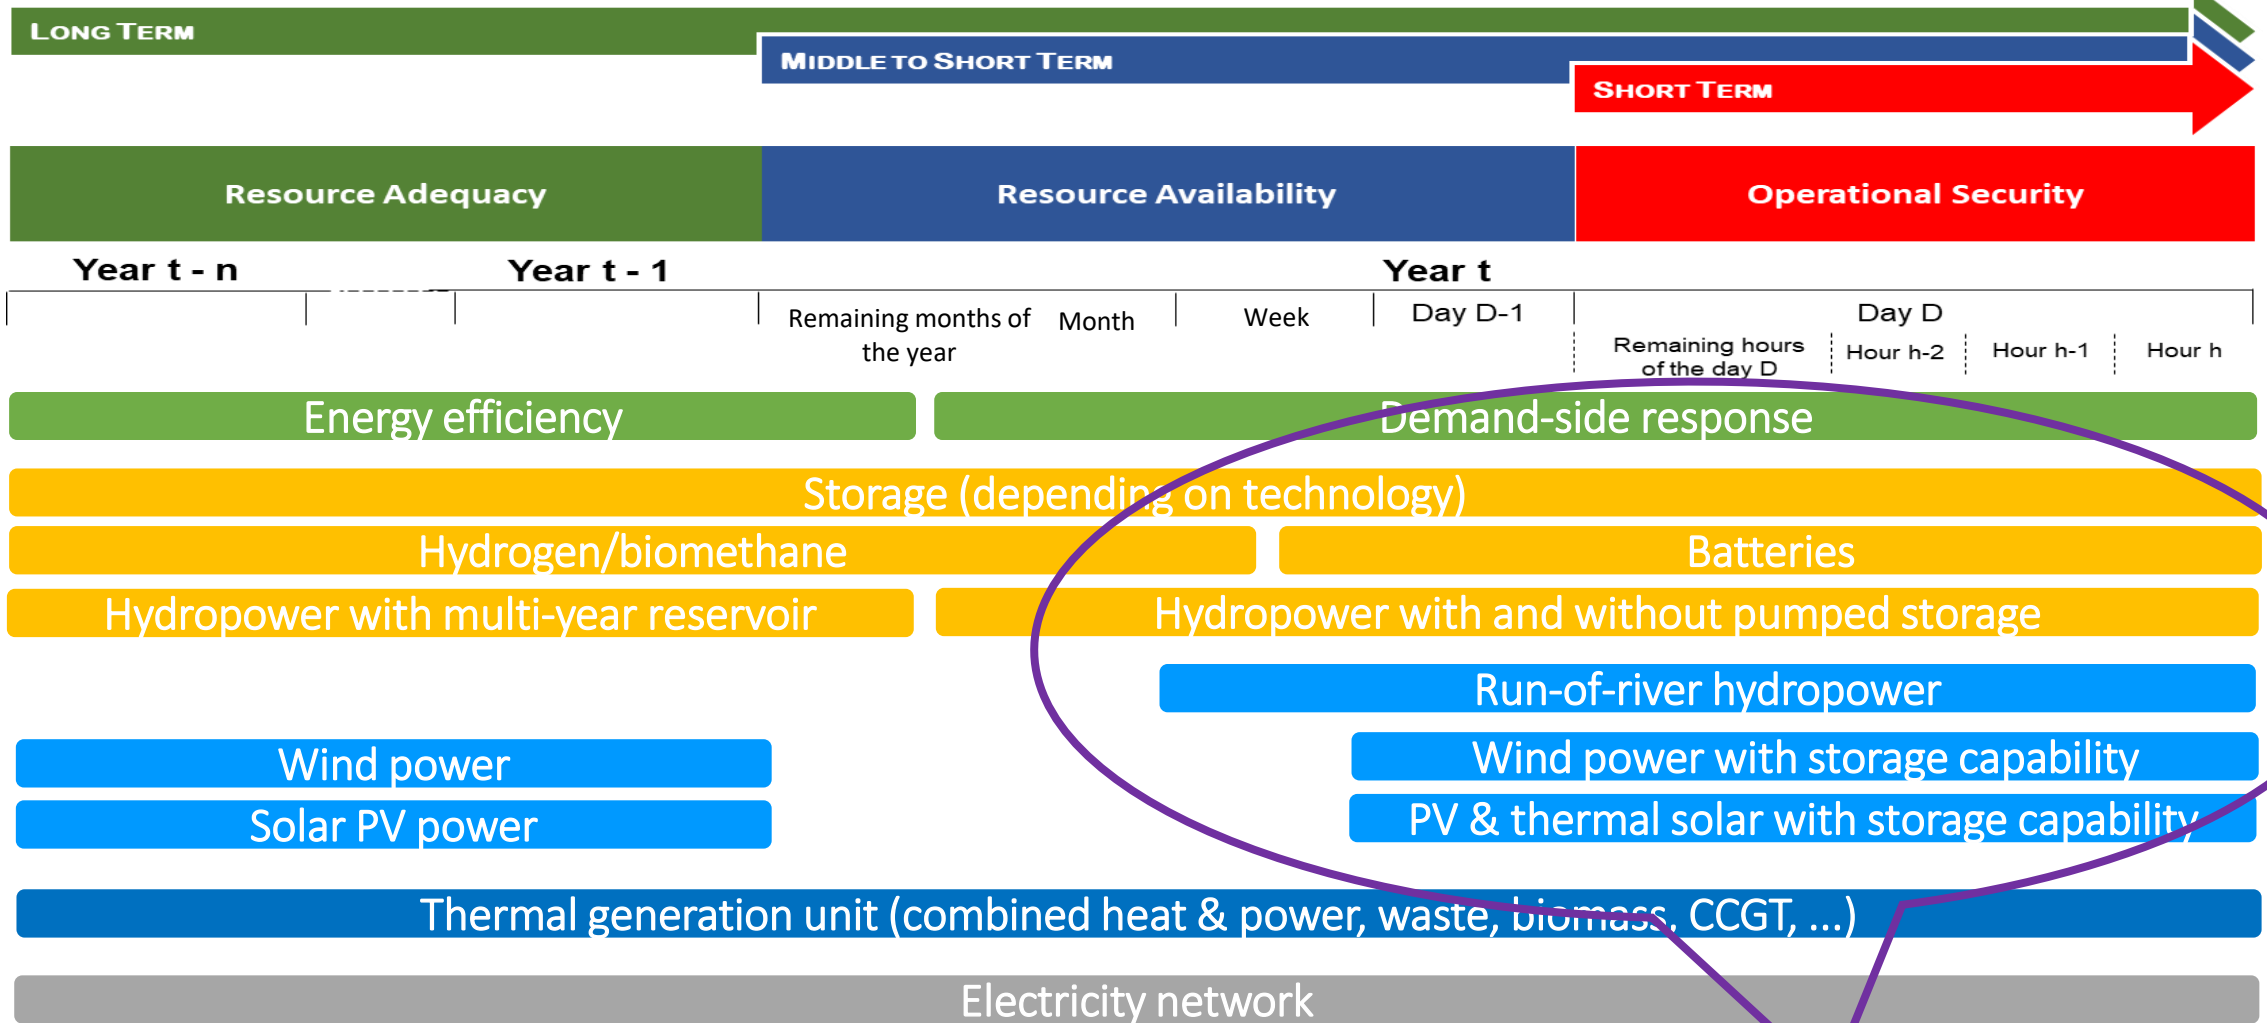 LONG TERM
MIDDLE TO SHORT TERM
SHORT TERM
Resource Adequacy
Resource Availability
Operational Security
Year t - n
Year t - 1
Year t
Remaining months of
the year
Month
Week
Day D-1
Day D
Remaining hours
of the day D
Hour h-2
Hour h-1
Hour h
Energy efficiency
Demand-side response
Storage (depending on technology)
Hydrogen/biomethane
Batteries
Hydropower with multi-year reservoir
Hydropower with and without pumped storage
Run-of-river hydropower
Wind power
Wind power with storage capability
Solar PV power
PV & thermal solar with storage capability
Thermal generation unit (combined heat & power, waste, biomass, CCGT, ...)
Electricity network